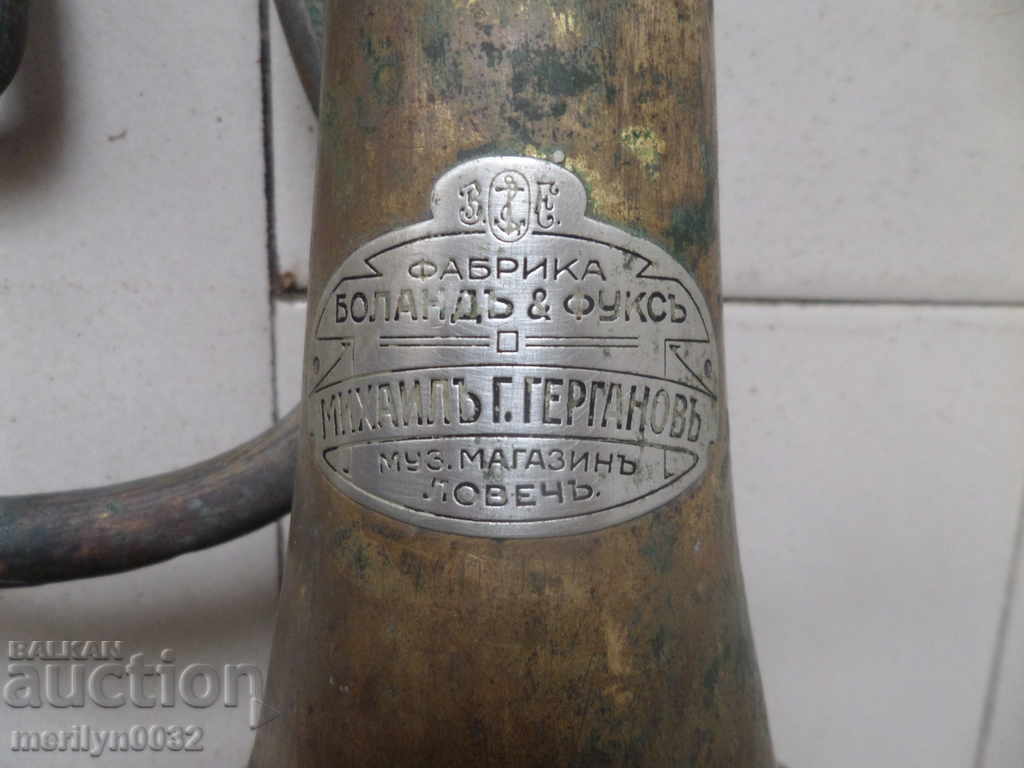 З. Е.
ФАБРИКА
БОЛАНДЪ & ФУКСЪ
МИХАИЛЪ Г. ГЕРГАНОВЪ
МУЗ. МАГАЗИНЪ
ЛОВЕЧЪ.
BALKAN
auction
merilyn0032